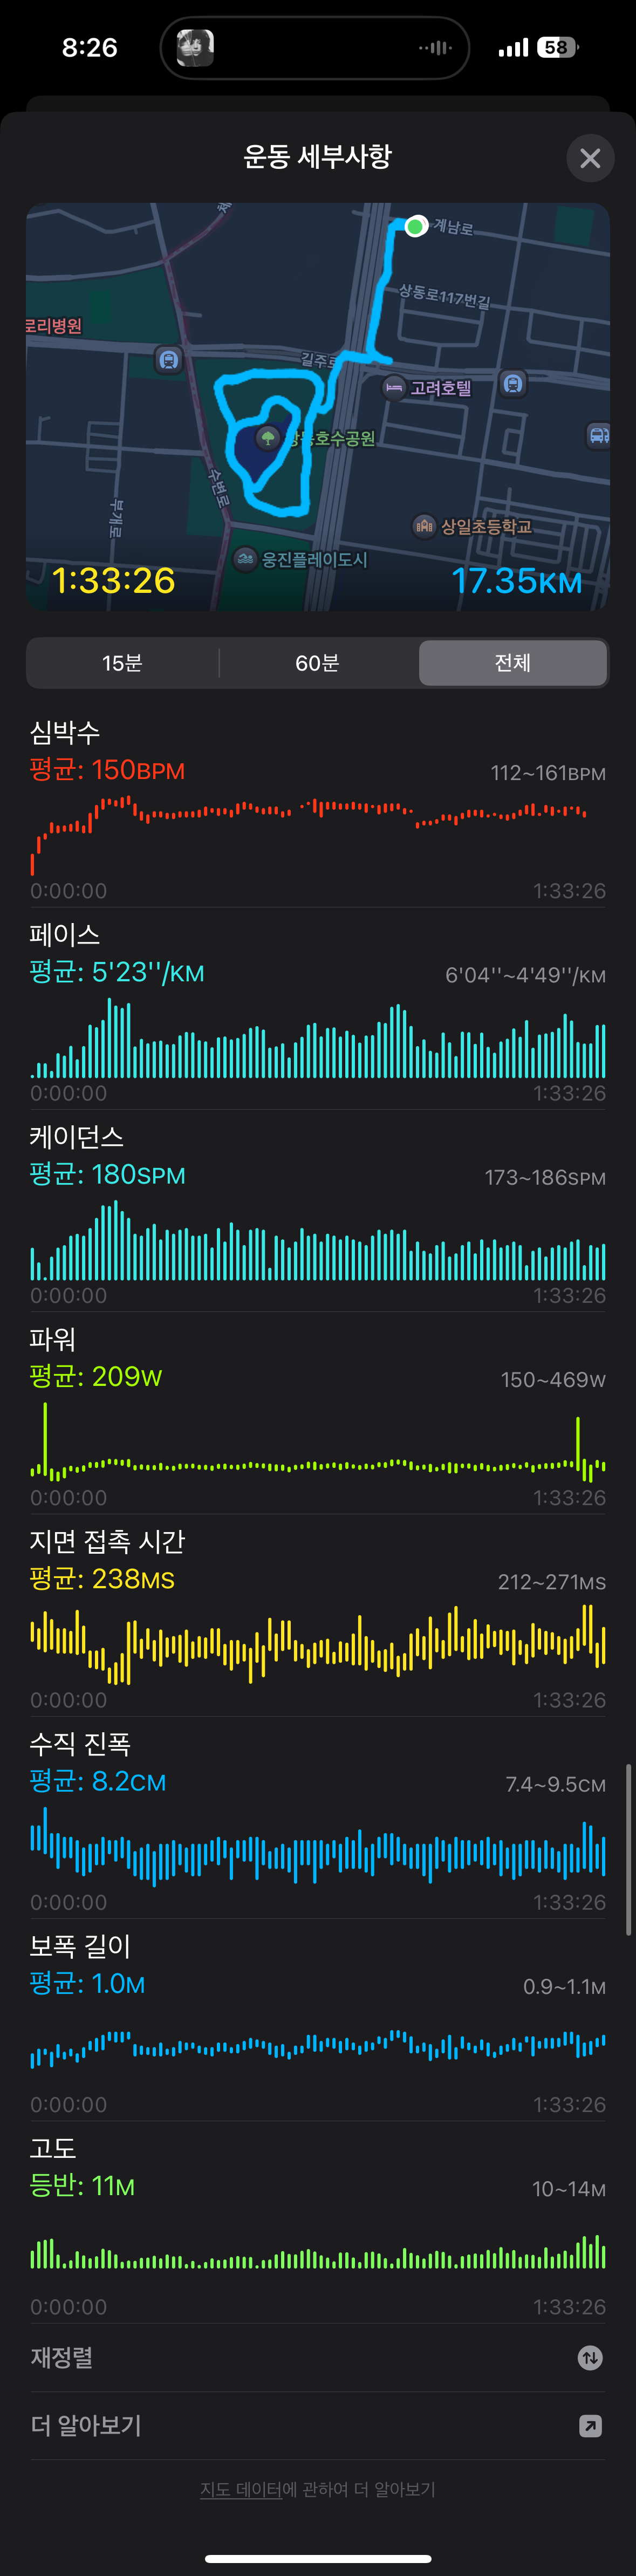 8:26
58
운동 세부사항
계남로
상동로117번길
로리병원
길주로
고려호텔
상동호수공원
수변로
부개로
상일초등학교
웅진플레이도시
1:33:26
17.35KM
15분
60분
전체
심박수
평균: 150BPM
112~161BPM
0:00:00
1:33:26
페이스
평균: 5'23''/KM
6'04''~4'49''/KM
0:00:00
1:33:26
케이던스
평균: 180SPM
173~186SPM
0:00:00
1:33:26
파워
평균: 209W
150~469W
0:00:00
1:33:26
지면 접촉 시간
평균: 238MS
212~271MS
0:00:00
1:33:26
수직 진폭
평균: 8.2CM
7.4~9.5CM
0:00:00
1:33:26
보폭 길이
평균: 1.0M
0.9~1.1M
0:00:00
1:33:26
고도
등반: 11M
10~14M
0:00:00
1:33:26
재정렬
더 알아보기
지도 데이터에 관하여 더 알아보기